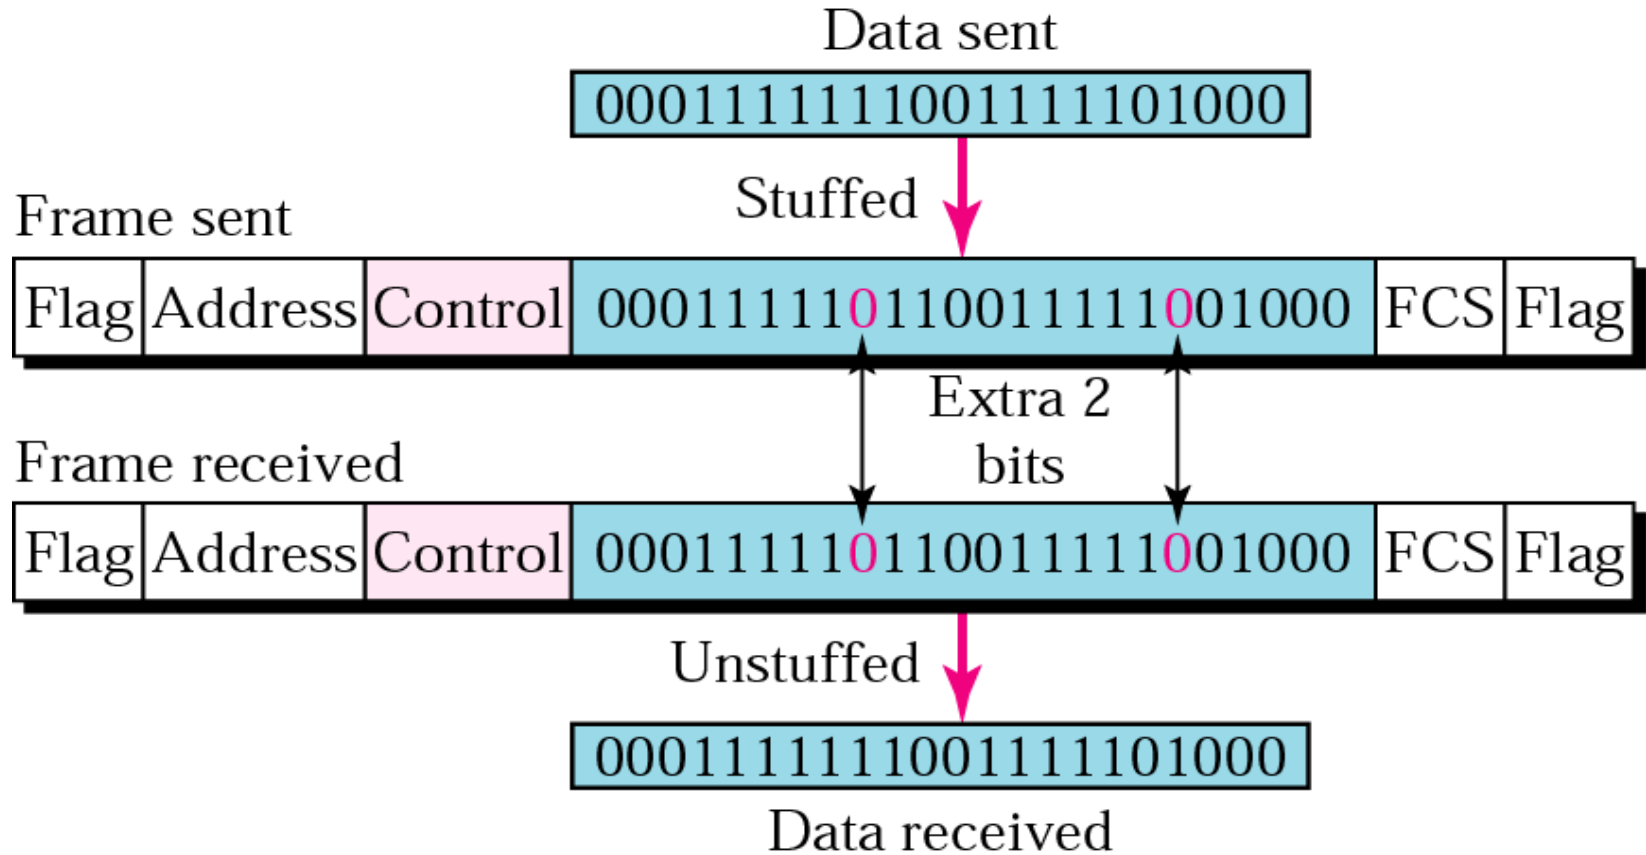 Data sent
0001111111001111101000
Stuffed
Frame sent
Flag Address Control 000111110110011111001000 FCS Flag
Extra 2
bits
Frame received
Flag Address Control 000111110110011111001000 FCS Flag
Unstuffed
0001111111001111101000
Data received